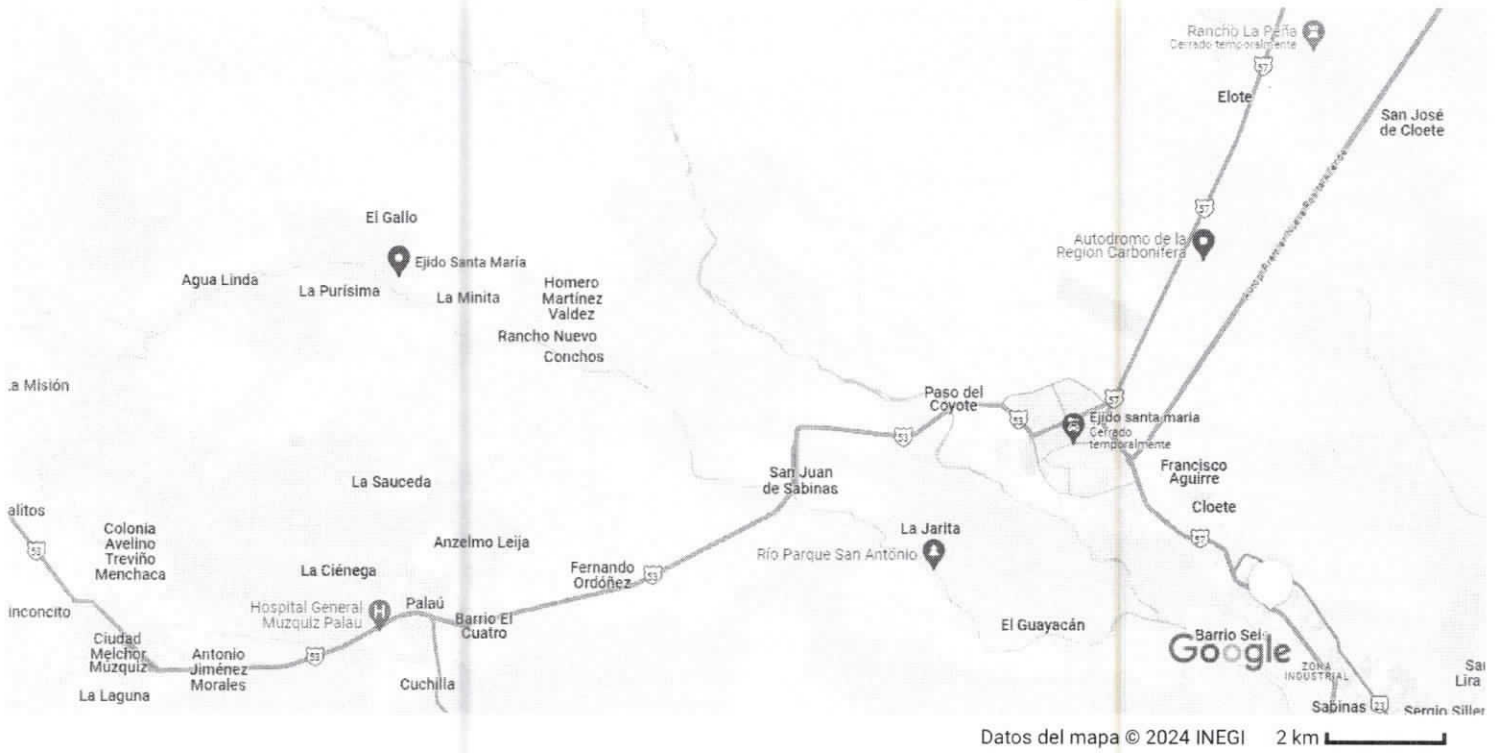 Rancho La Peña
Cerrado temporalmente
57
Elote
San José
de Cloete
57
El Gallo
Autodromo de la
Región Carbonífera
Ejido Santa María
Agua Linda
La Purísima
La Minita
Homero
Martínez
Valdez
Rancho Nuevo
Conchos
a Misión
Paso del
Coyote
57
53
Ejido santa maria
Cerrado
temporalmente
53
San Juan
de Sabinas
Francisco
Aguirre
La Sauceda
Cloete
alitos
Colonia
Avelino
Treviño
Menchaca
53
Anzelmo Leija
La Jarita
Río Parque San Antonio
57
La Ciénega
Fernando
Ordóñez
53
Hospital General
Muzquiz Palau
Palaú
inconcito
Barrio El
Cuatro
El Guayacán
Ciudad
Melchor
Múzquiz
Antonio
Jiménez
Morales
53
Barrio Sei
Google
ZONA
INDUSTRIAL
La Laguna
Cuchilla
Lira
Sabinas
Sergio Siller
Datos del mapa © 2024 INEGI 2 km